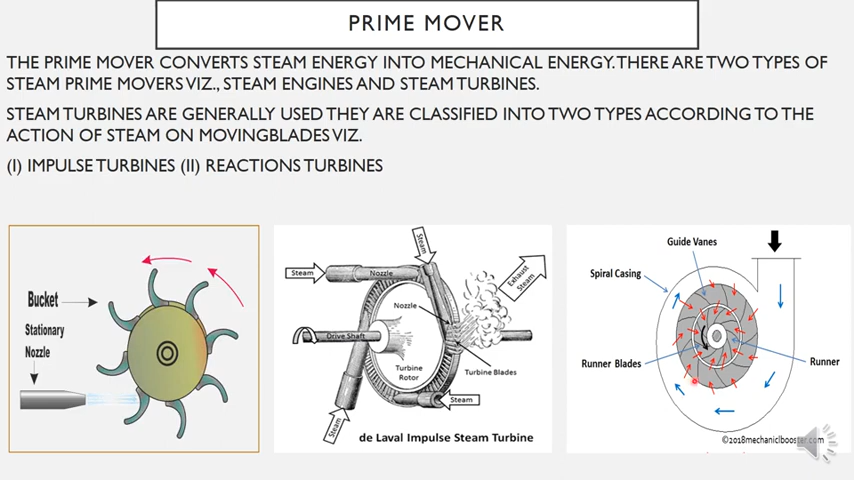 PRIME MOVER
THE PRIME MOVER CONVERTS STEAM ENERGY INTO MECHANICAL ENERGY.THERE ARE TWO TYPES OF
STEAM PRIME MOVERS VIZ., STEAM ENGINES AND STEAM TURBINES.
STEAM TURBINES ARE GENERALLY USED THEY ARE CLASSIFIED INTO TWO TYPES ACCORDING TO THE
ACTION OF STEAM ON MOVINGBLADES VIZ.
(I) IMPULSE TURBINES (II) REACTIONS TURBINES
Bucket
Stationary
Nozzle
Steam
Steam
Nozzle
Exhaust
Steam
Nozzle
Drive Shaft
Turbine
Rotor
Turbine Blades
Steam
Steam
de Laval Impulse Steam Turbine
Guide Vanes
Spiral Casing
Runner Blades
Runner
©2018mechaniclbooster.com